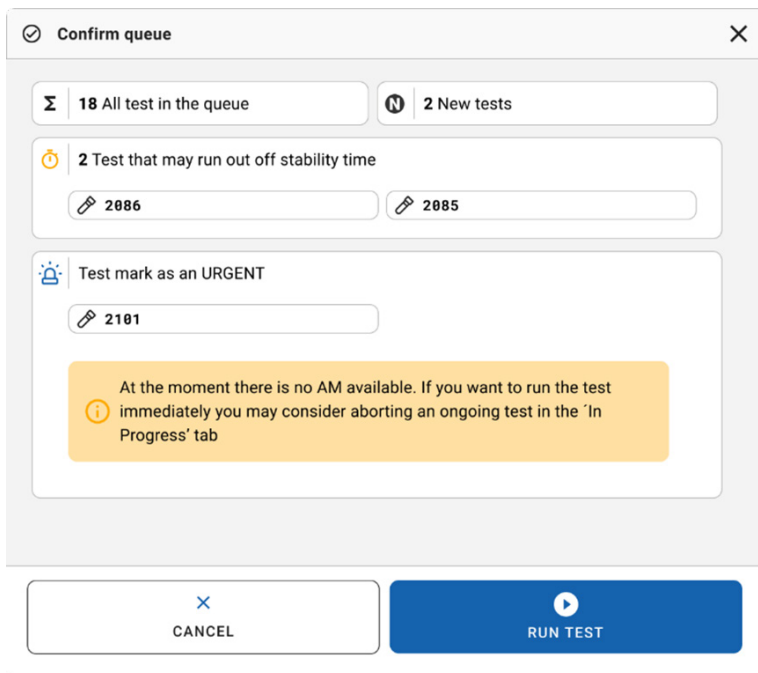 Confirm queue
Σ 18 All test in the queue
N 2 New tests
2 Test that may run out off stability time
2086
2085
Test mark as an URGENT
2101
At the moment there is no AM available. If you want to run the test
immediately you may consider aborting an ongoing test in the ´In
Progress’ tab
CANCEL
RUN TEST